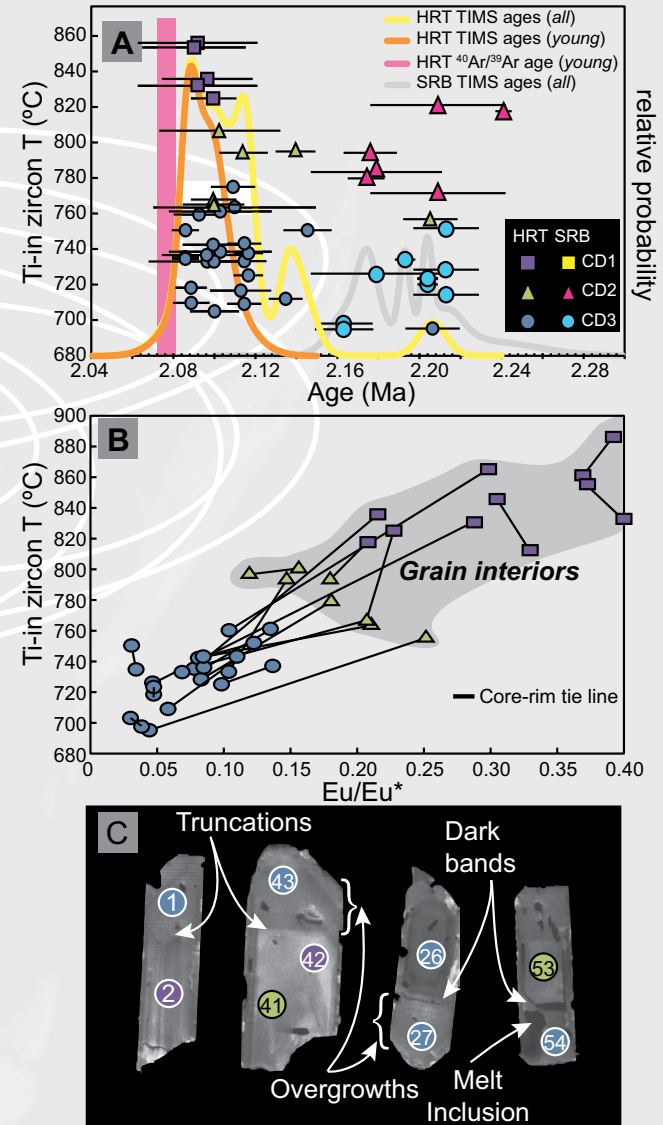 A
HRT TIMS ages (all)
HRT TIMS ages (young)
HRT ⁴⁰Ar/³⁹Ar age (young)
SRB TIMS ages (all)
Ti-in zircon T (ºC)
relative probability
860
840
820
800
780
760
740
720
700
680
HRT SRB
CD1
CD2
CD3
2.04 2.08 2.12 2.16 2.20 2.24 2.28
Age (Ma)
B
Ti-in zircon T (ºC)
900
880
860
840
820
800
780
760
740
720
700
680
Grain interiors
Core-rim tie line
0 0.05 0.10 0.15 0.20 0.25 0.30 0.35 0.40
Eu/Eu*
C
Truncations
Dark
bands
1
2
43
42
41
26
27
53
54
Overgrowths
Melt
Inclusion